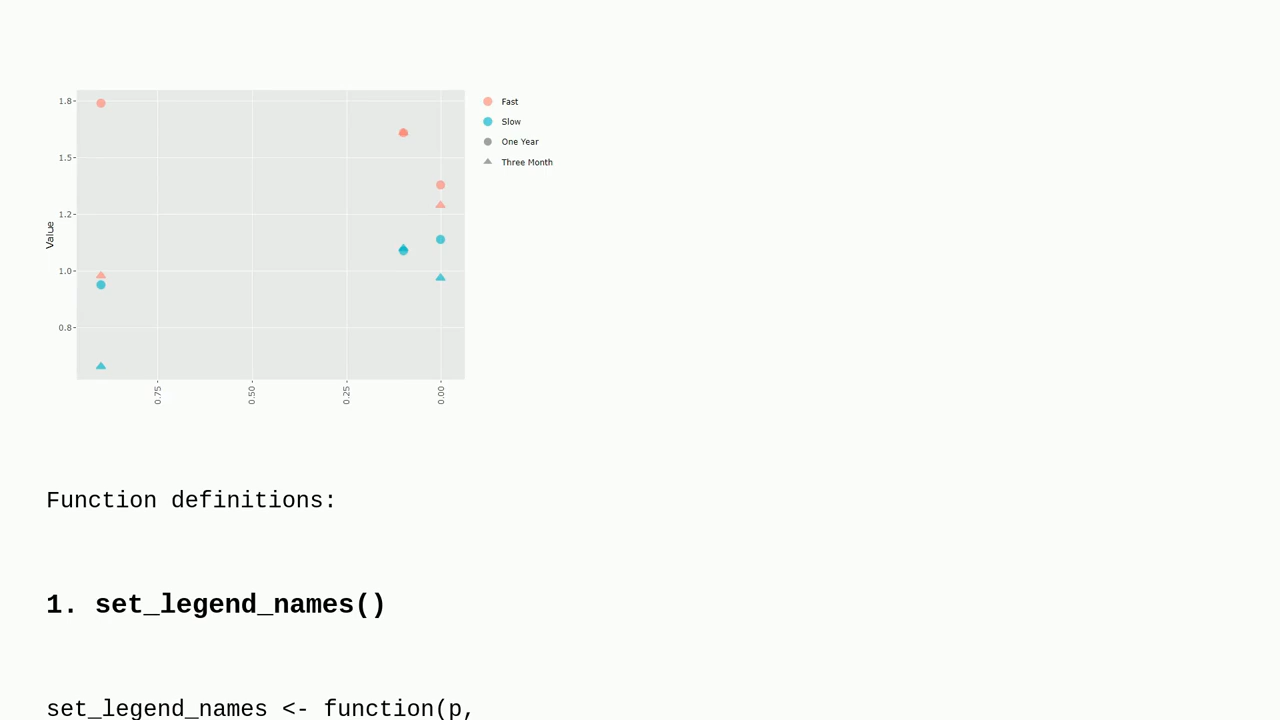 1.8
1.5
1.2
1.0
0.8
Value
0.75
0.50
0.25
0.00
Fast
Slow
One Year
Three Month
Function definitions:
1. set_legend_names()
set_legend_names <- function(p,